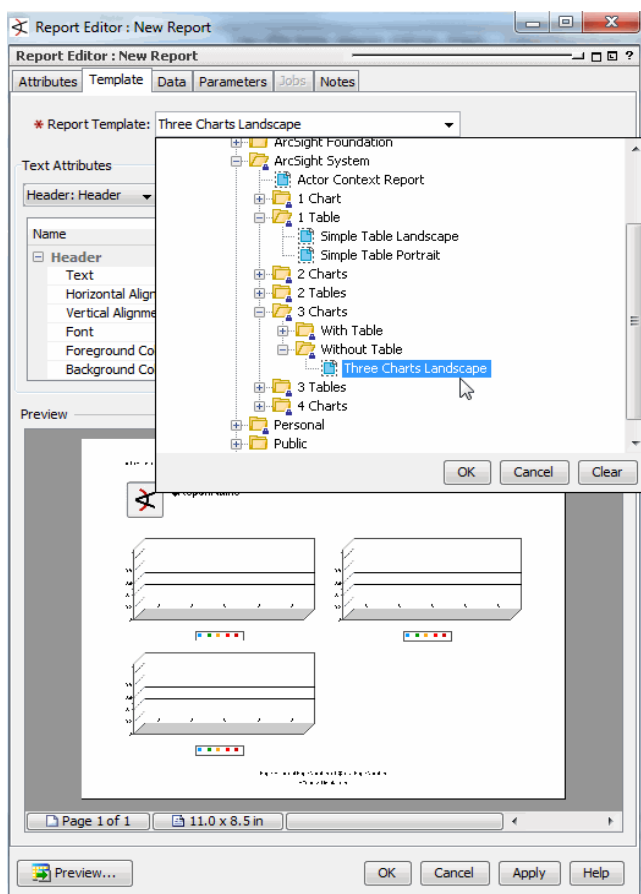 Report Editor : New Report
Report Editor : New Report
Attributes Template Data Parameters Jobs Notes
* Report Template: Three Charts Landscape
ArcSight Foundation
ArcSight System
Actor Context Report
1 Chart
1 Table
Simple Table Landscape
Simple Table Portrait
2 Charts
2 Tables
3 Charts
With Table
Without Table
Three Charts Landscape
3 Tables
4 Charts
Personal
Public
OK Cancel Clear
Text Attributes
Header: Header
Name
Header
Text
Horizontal Align
Vertical Alignme
Font
Foreground Co
Background Co
Preview
Page 1 of 1 11.0 x 8.5 in
Preview... OK Cancel Apply Help